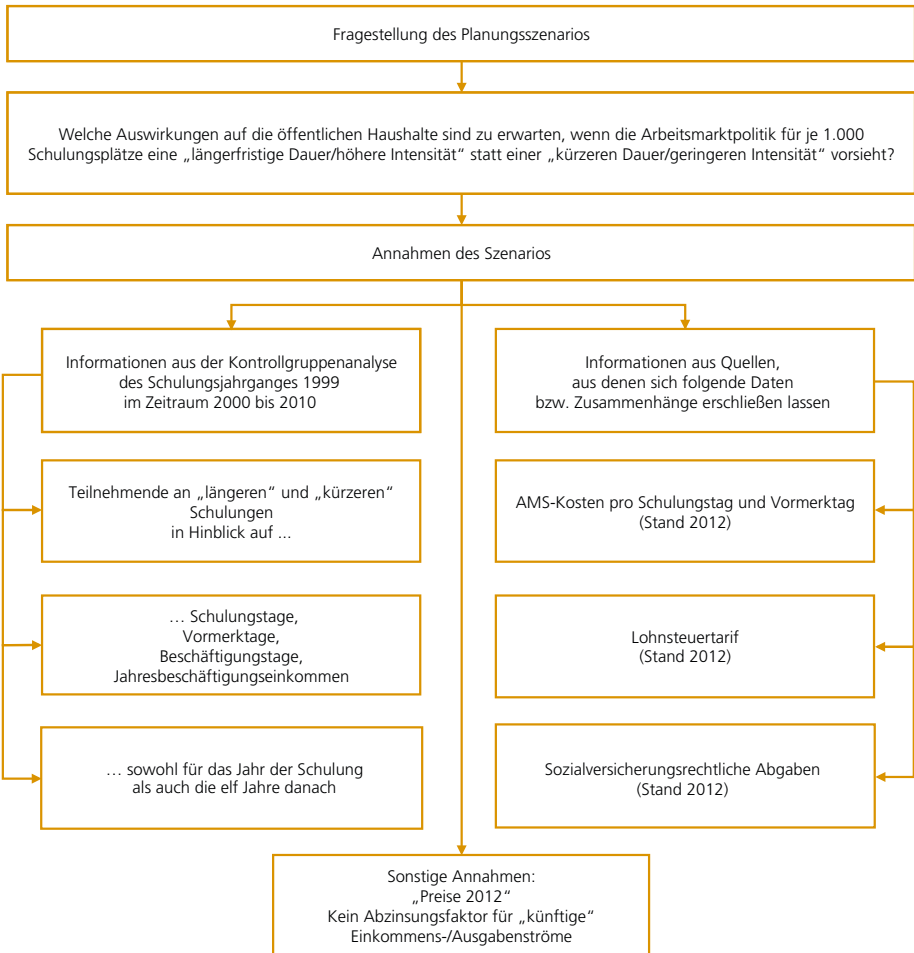 Fragestellung des Planungsszenarios
Welche Auswirkungen auf die öffentlichen Haushalte sind zu erwarten, wenn die Arbeitsmarktpolitik für je 1.000
Schulungsplätze eine „längerfristige Dauer/höhere Intensität“ statt einer „kürzeren Dauer/geringeren Intensität“ vorsieht?
Annahmen des Szenarios
Informationen aus der Kontrollgruppenanalyse
des Schulungsjahrganges 1999
im Zeitraum 2000 bis 2010
Teilnehmende an „längeren“ und „kürzeren“
Schulungen
in Hinblick auf ...
… Schulungstage,
Vormerktage,
Beschäftigungstage,
Jahresbeschäftigungseinkommen
… sowohl für das Jahr der Schulung
als auch die elf Jahre danach
Informationen aus Quellen,
aus denen sich folgende Daten
bzw. Zusammenhänge erschließen lassen
AMS-Kosten pro Schulungstag und Vormerktag
(Stand 2012)
Lohnsteuertarif
(Stand 2012)
Sozialversicherungsrechtliche Abgaben
(Stand 2012)
Sonstige Annahmen:
„Preise 2012“
Kein Abzinsungsfaktor für „künftige“
Einkommens-/Ausgabenströme